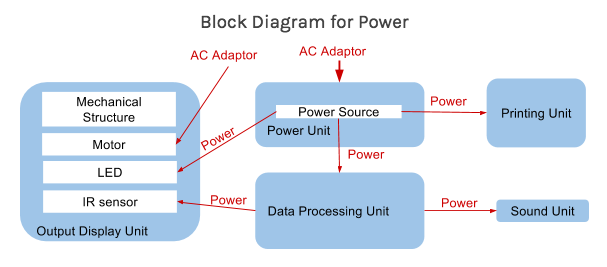 Block Diagram for Power
AC Adaptor
AC Adaptor
Mechanical
Structure
Motor
LED
IR sensor
Output Display Unit
Power
Power
Power Source
Power Unit
Power
Power
Printing Unit
Data Processing Unit
Power
Sound Unit